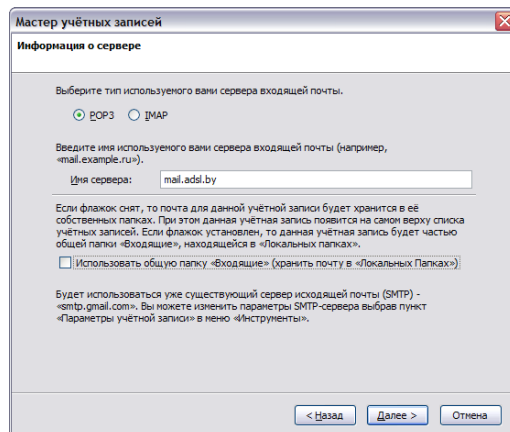 Мастер учётных записей
Информация о сервере
Выберите тип используемого вами сервера входящей почты.
POP3 IMAP
Введите имя используемого вами сервера входящей почты (например,
«mail.example.ru»).
Имя сервера: mail.adsl.by
Если флажок снят, то почта для данной учётной записи будет хранится в её
собственных папках. При этом данная учётная запись появится на самом верху списка
учётных записей. Если флажок установлен, то данная учётная запись будет частью
общей папки «Входящие», находящейся в «Локальных папках».
Использовать общую папку «Входящие» (хранить почту в «Локальных Папках»)
Будет использоваться уже существующий сервер исходящей почты (SMTP) -
«smtp.gmail.com». Вы можете изменить параметры SMTP-сервера выбрав пункт
«Параметры учётной записи» в меню «Инструменты».
< Назад Далее > Отмена